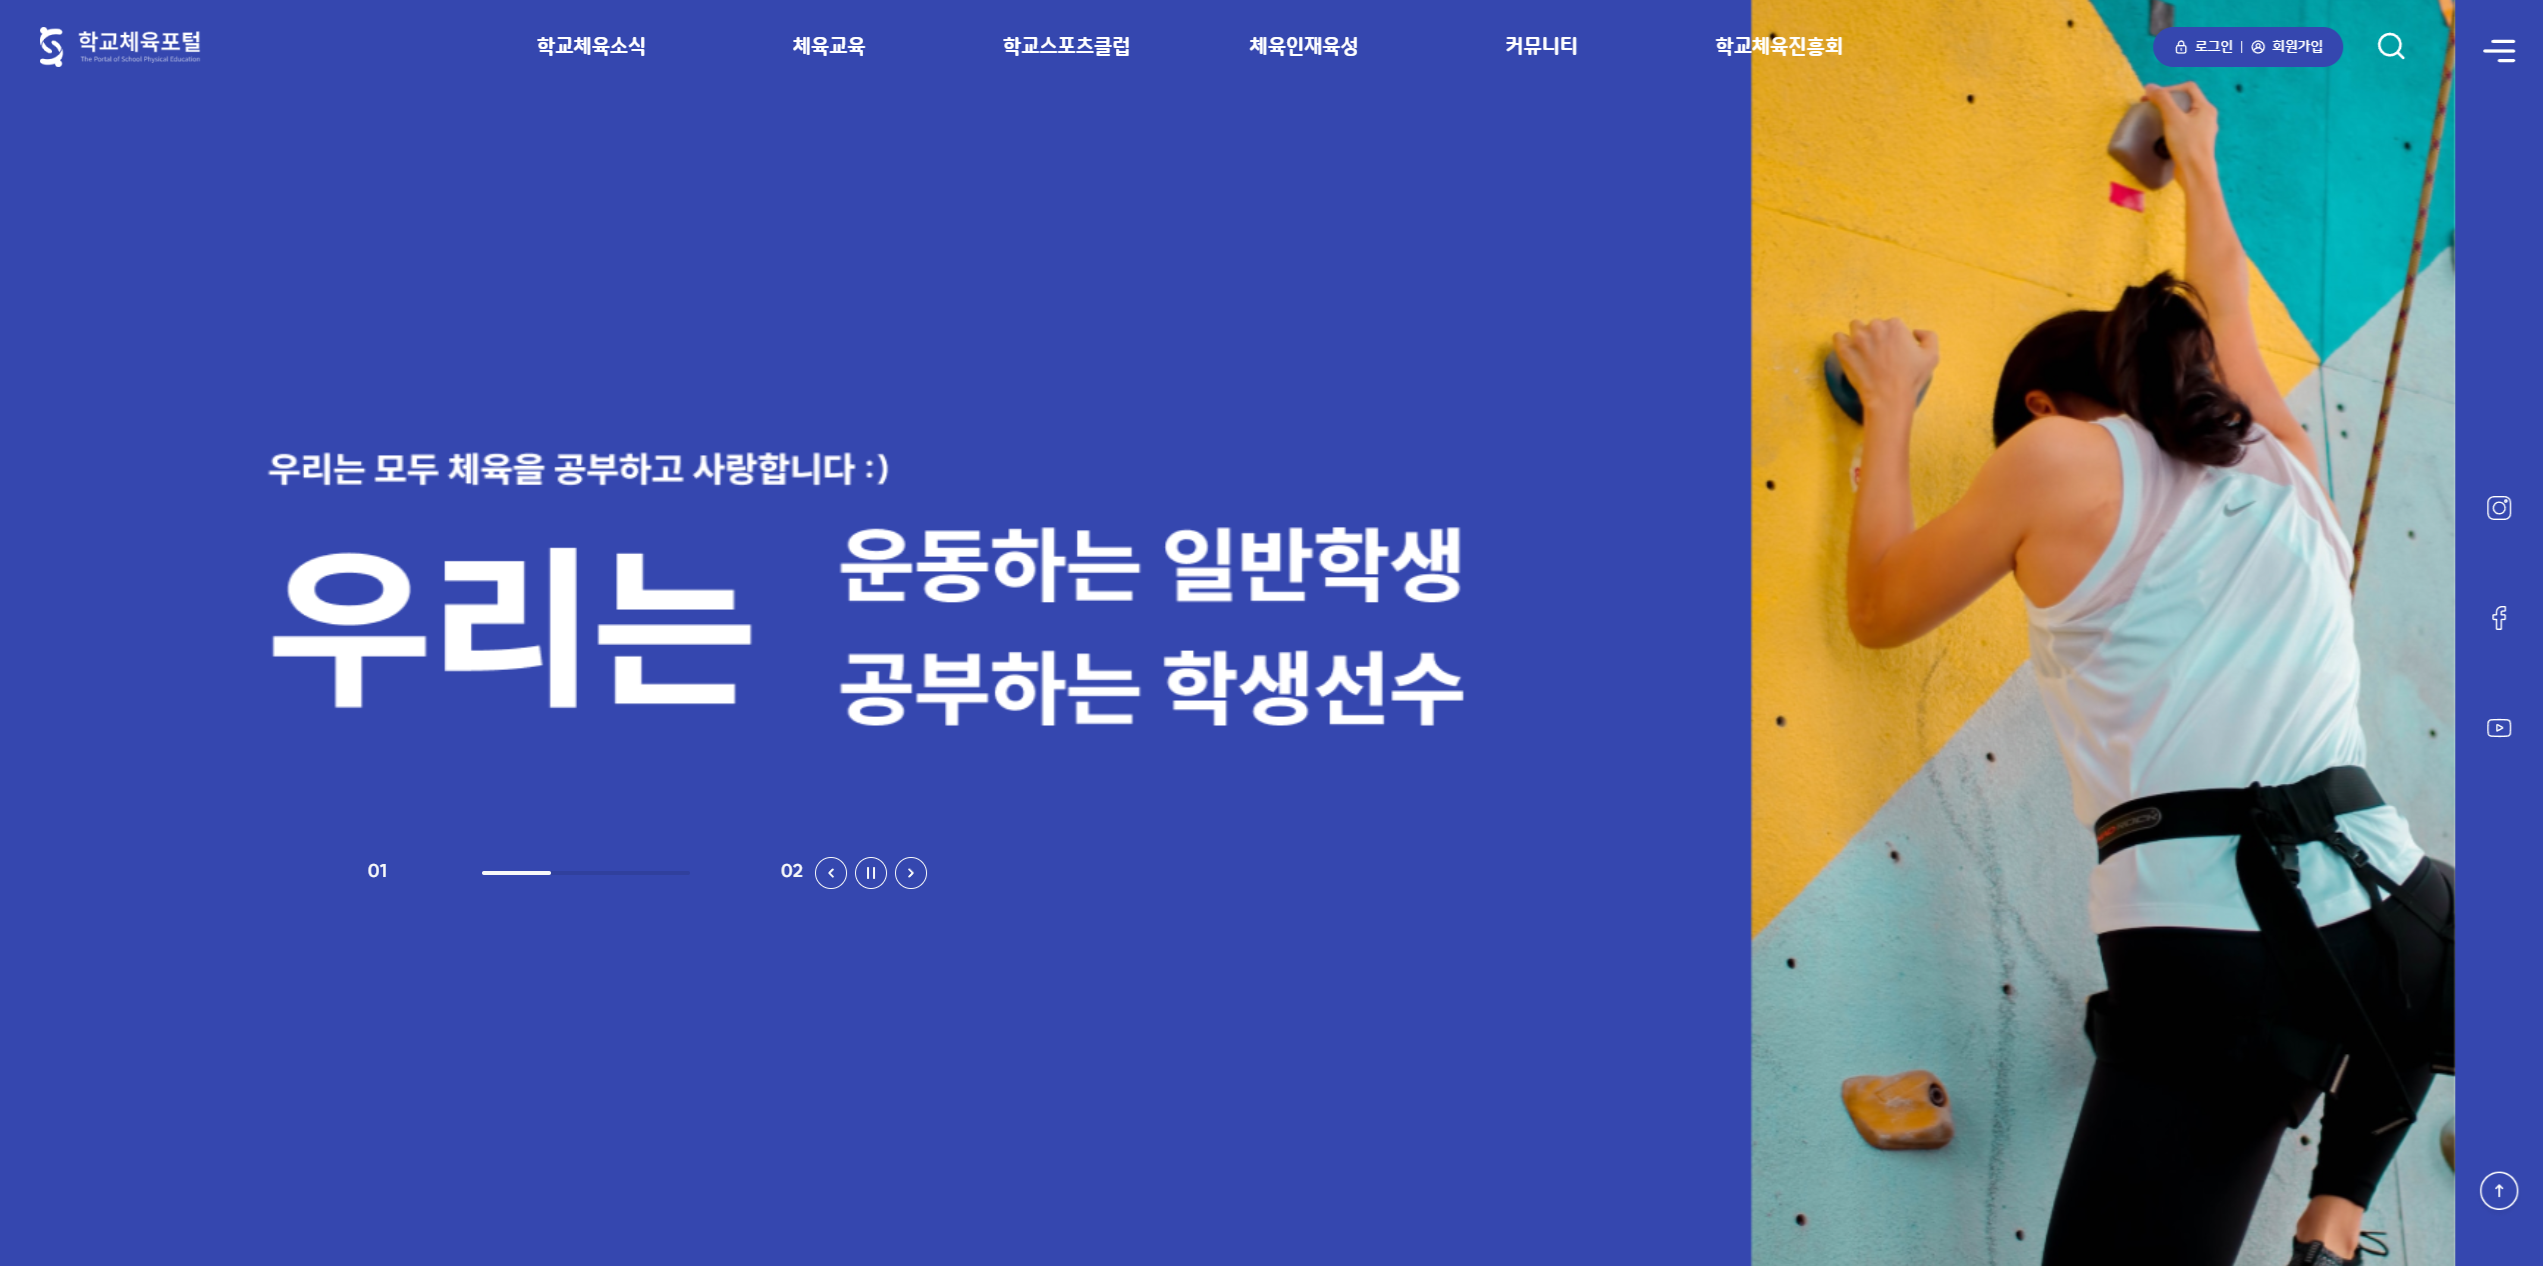 학교체육포털
The Portal of School Physical Education
학교체육소식
체육교육
학교스포츠클럽
체육인재육성
커뮤니티
학교체육진흥회
로그인 | 회원가입
우리는 모두 체육을 공부하고 사랑합니다 :)
우리는
운동하는 일반학생
공부하는 학생선수
01
02